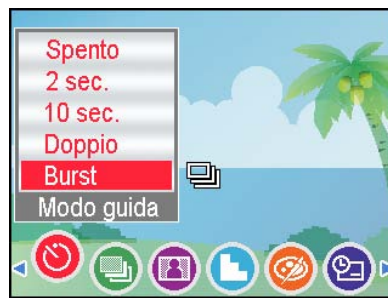 Spento
2 sec.
10 sec.
Doppio
Burst
Modo guida